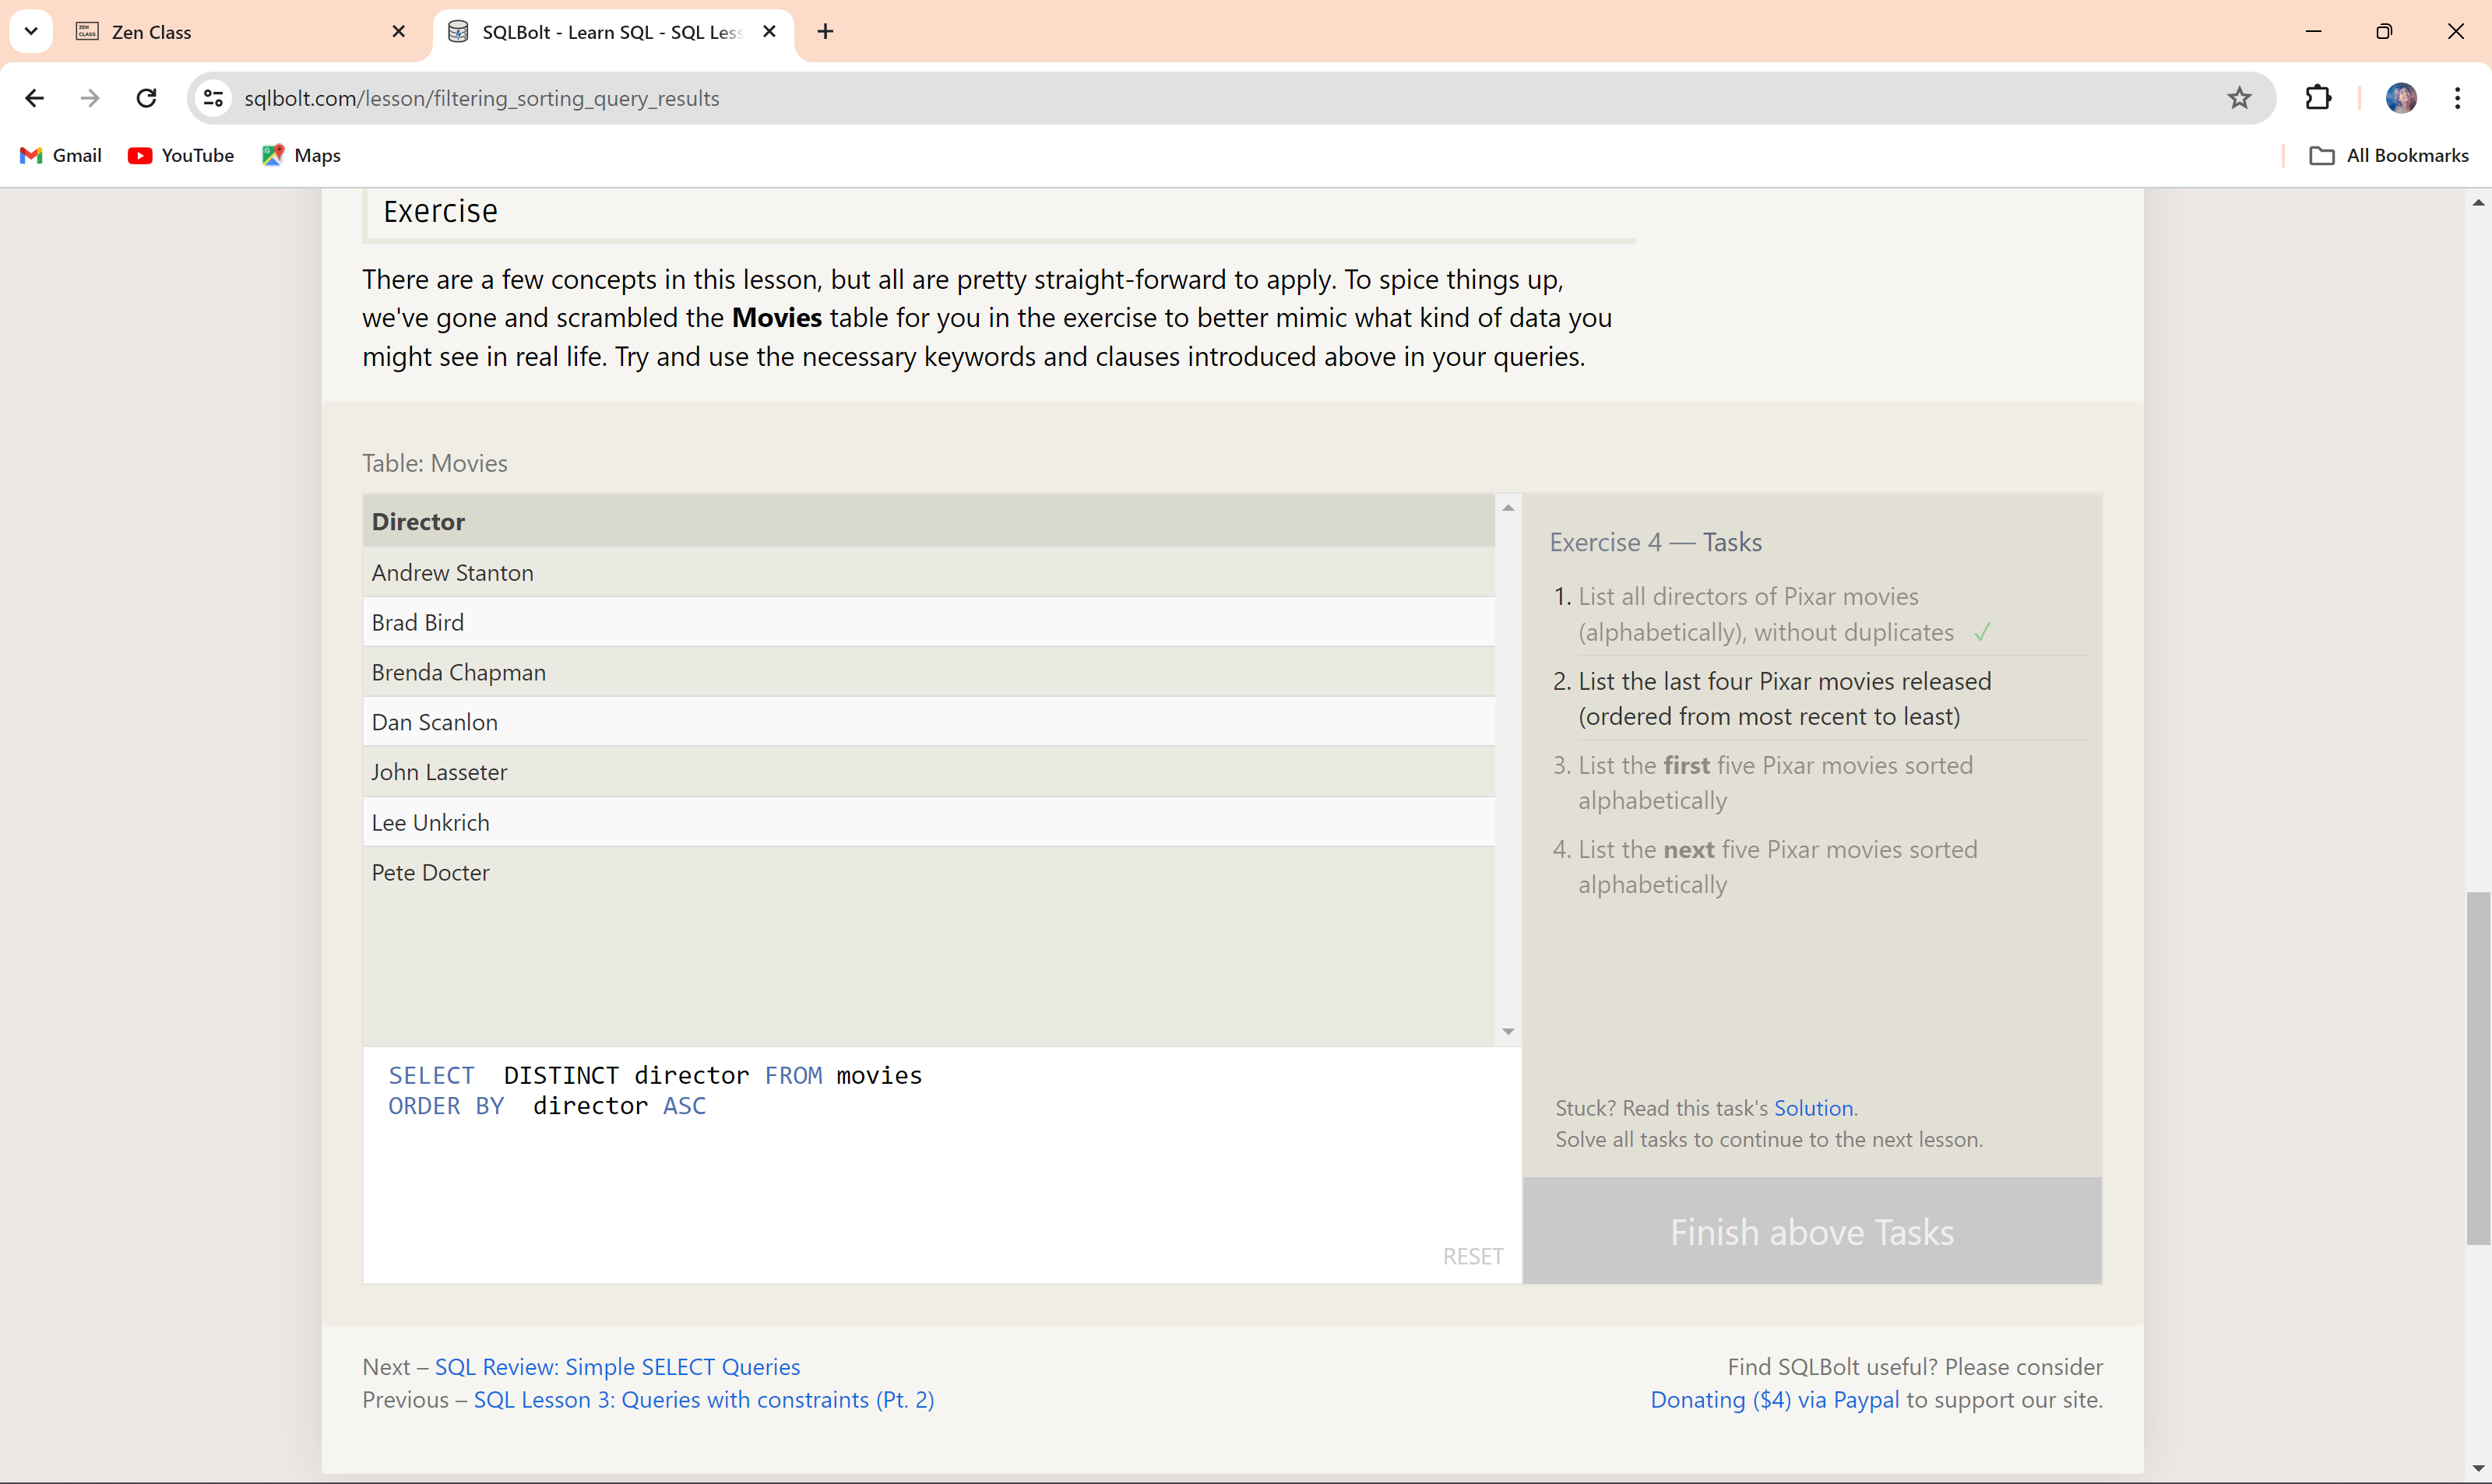 Zen Class
SQLBolt - Learn SQL - SQL Les
sqlbolt.com/lesson/filtering_sorting_query_results
Gmail
YouTube
Maps
All Bookmarks
Exercise
There are a few concepts in this lesson, but all are pretty straight-forward to apply. To spice things up,
we've gone and scrambled the Movies table for you in the exercise to better mimic what kind of data you
might see in real life. Try and use the necessary keywords and clauses introduced above in your queries.
Table: Movies
Director
Andrew Stanton
Brad Bird
Brenda Chapman
Dan Scanlon
John Lasseter
Lee Unkrich
Pete Docter
SELECT  DISTINCT director FROM movies
ORDER BY  director ASC
RESET
Exercise 4 — Tasks
1. List all directors of Pixar movies
(alphabetically), without duplicates ✓
2. List the last four Pixar movies released
(ordered from most recent to least)
3. List the first five Pixar movies sorted
alphabetically
4. List the next five Pixar movies sorted
alphabetically
Stuck? Read this task's Solution.
Solve all tasks to continue to the next lesson.
Finish above Tasks
Next – SQL Review: Simple SELECT Queries
Previous – SQL Lesson 3: Queries with constraints (Pt. 2)
Find SQLBolt useful? Please consider
Donating ($4) via Paypal to support our site.